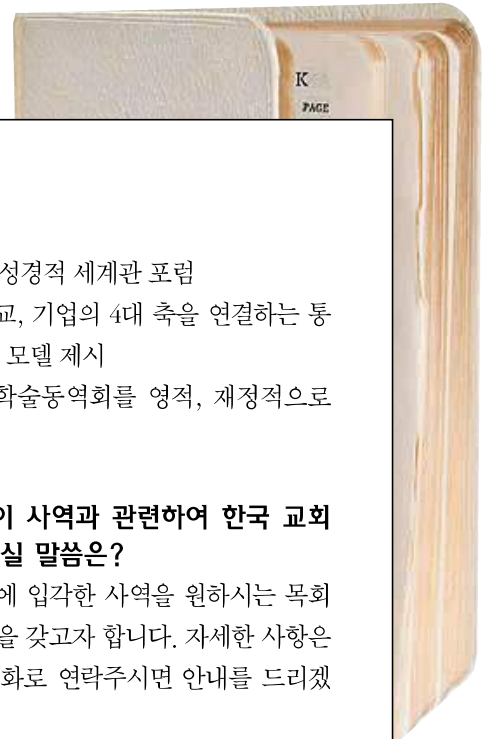 K
PAGE
성경적 세계관 포럼
교, 기업의 4대 축을 연결하는 통
모델 제시
학술동역회를 영적, 재정적으로
이 사역과 관련하여 한국 교회
실 말씀은?
에 입각한 사역을 원하시는 목회
을 갖고자 합니다. 자세한 사항은
화로 연락주시면 안내를 드리겠